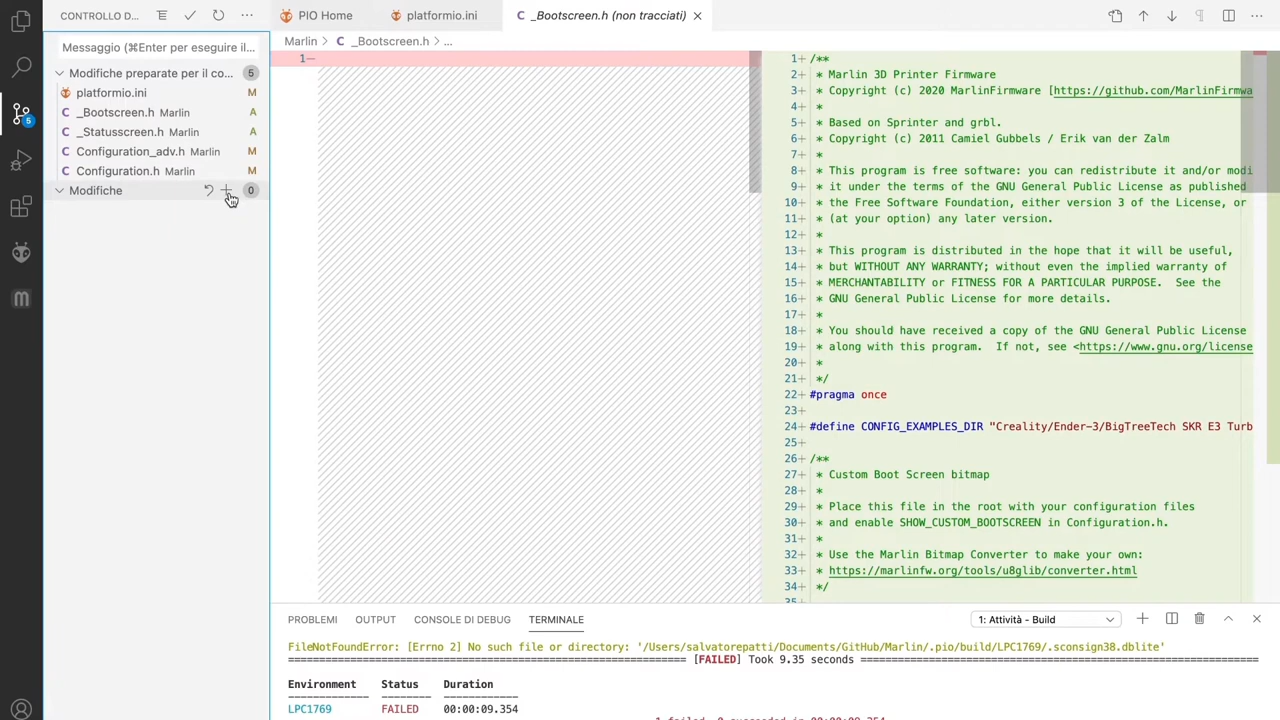 CONTROLLO D...
PIO Home
platformio.ini
_Bootscreen.h (non tracciati)
Messaggio (⌘Enter per eseguire il...
Marlin > C _Bootscreen.h > ...
Modifiche preparate per il co... 5
platformio.ini M
_Bootscreen.h Marlin A
_Statusscreen.h Marlin A
Configuration_adv.h Marlin M
Configuration.h Marlin M
Modifiche 0
5
1—
1+ /**
2+ * Marlin 3D Printer Firmware
3+ * Copyright (c) 2020 MarlinFirmware [https://github.com/MarlinFirmwa
4+ *
5+ * Based on Sprinter and grbl.
6+ * Copyright (c) 2011 Camiel Gubbels / Erik van der Zalm
7+ *
8+ * This program is free software: you can redistribute it and/or modi
9+ * it under the terms of the GNU General Public License as published
10+ * the Free Software Foundation, either version 3 of the License, or
11+ * (at your option) any later version.
12+ *
13+ * This program is distributed in the hope that it will be useful,
14+ * but WITHOUT ANY WARRANTY; without even the implied warranty of
15+ * MERCHANTABILITY or FITNESS FOR A PARTICULAR PURPOSE.  See the
16+ * GNU General Public License for more details.
17+ *
18+ * You should have received a copy of the GNU General Public License
19+ * along with this program.  If not, see <https://www.gnu.org/license
20+ *
21+ */
22+ #pragma once
23+
24+ #define CONFIG_EXAMPLES_DIR "Creality/Ender-3/BigTreeTech SKR E3 Turb
25+
26+ /**
27+ * Custom Boot Screen bitmap
28+ *
29+ * Place this file in the root with your configuration files
30+ * and enable SHOW_CUSTOM_BOOTSCREEN in Configuration.h.
31+ *
32+ * Use the Marlin Bitmap Converter to make your own:
33+ * https://marlinfw.org/tools/u8glib/converter.html
34+ */
35
PROBLEMI OUTPUT CONSOLE DI DEBUG TERMINALE 1: Attività - Build
FileNotFoundError: [Errno 2] No such file or directory: '/Users/salvatorepatti/Documents/GitHub/Marlin/.pio/build/LPC1769/.sconsign38.dblite'
[FAILED] Took 9.35 seconds
Environment Status Duration
LPC1769 FAILED 00:00:09.354
1 failed, 0 succeeded in 00:00:09.354